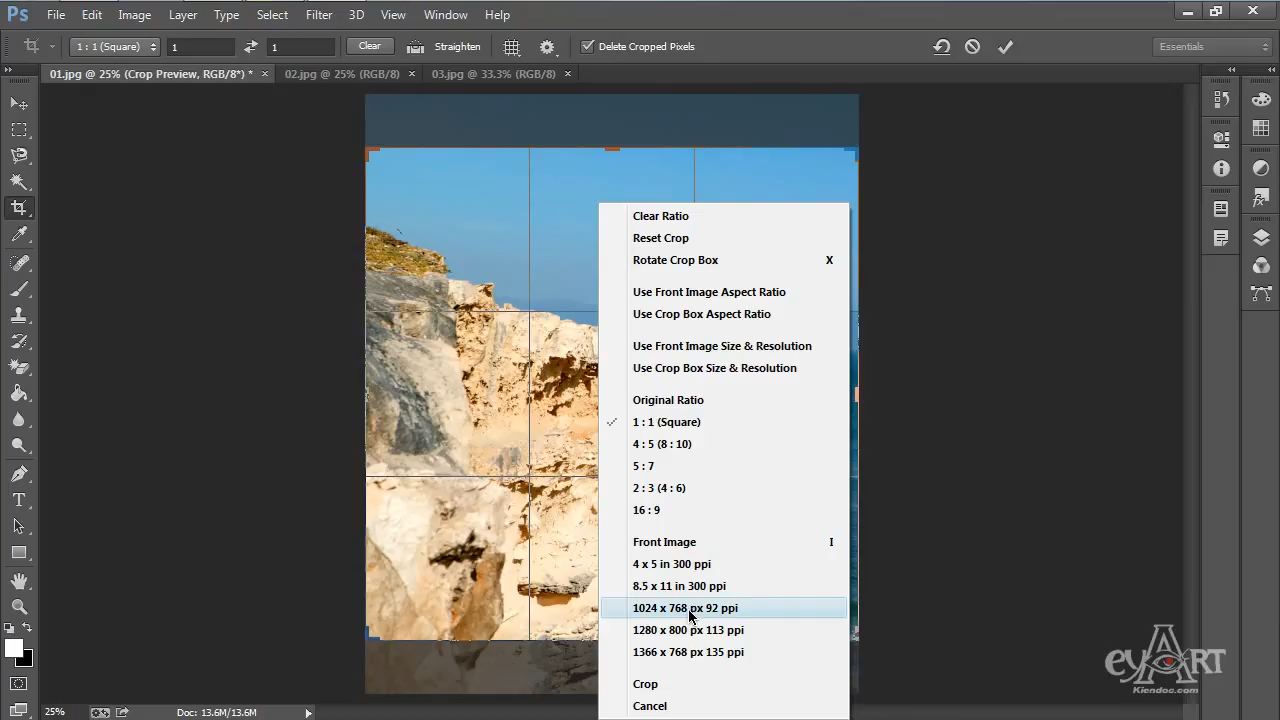 Ps File Edit Image Layer Type Select Filter 3D View Window Help
1 : 1 (Square) 1 1 Clear Straighten Delete Cropped Pixels Essentials
01.jpg @ 25% (Crop Preview, RGB/8*) * × 02.jpg @ 25% (RGB/8) × 03.jpg @ 33.3% (RGB/8) ×
Clear Ratio
Reset Crop
Rotate Crop Box X
Use Front Image Aspect Ratio
Use Crop Box Aspect Ratio
Use Front Image Size & Resolution
Use Crop Box Size & Resolution
Original Ratio
1 : 1 (Square)
4 : 5 (8 : 10)
5 : 7
2 : 3 (4 : 6)
16 : 9
Front Image I
4 x 5 in 300 ppi
8.5 x 11 in 300 ppi
1024 x 768 px 92 ppi
1280 x 800 px 113 ppi
1366 x 768 px 135 ppi
Crop
Cancel
eyART
Kiendoc.com
25% Doc: 13.6M/13.6M